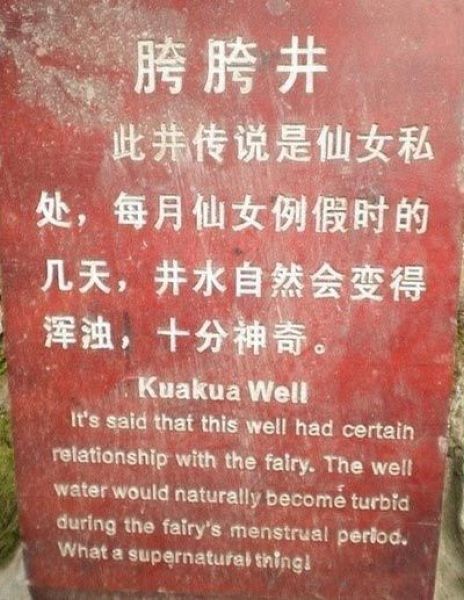 胯胯井
此井传说是仙女私
处，每月仙女例假时的
几天，井水自然会变得
浑浊，十分神奇。
Kuakua Well
It's said that this well had certain
relationship with the fairy. The well
water would naturally become turbid
during the fairy's menstrual period.
What a supernatural thing!